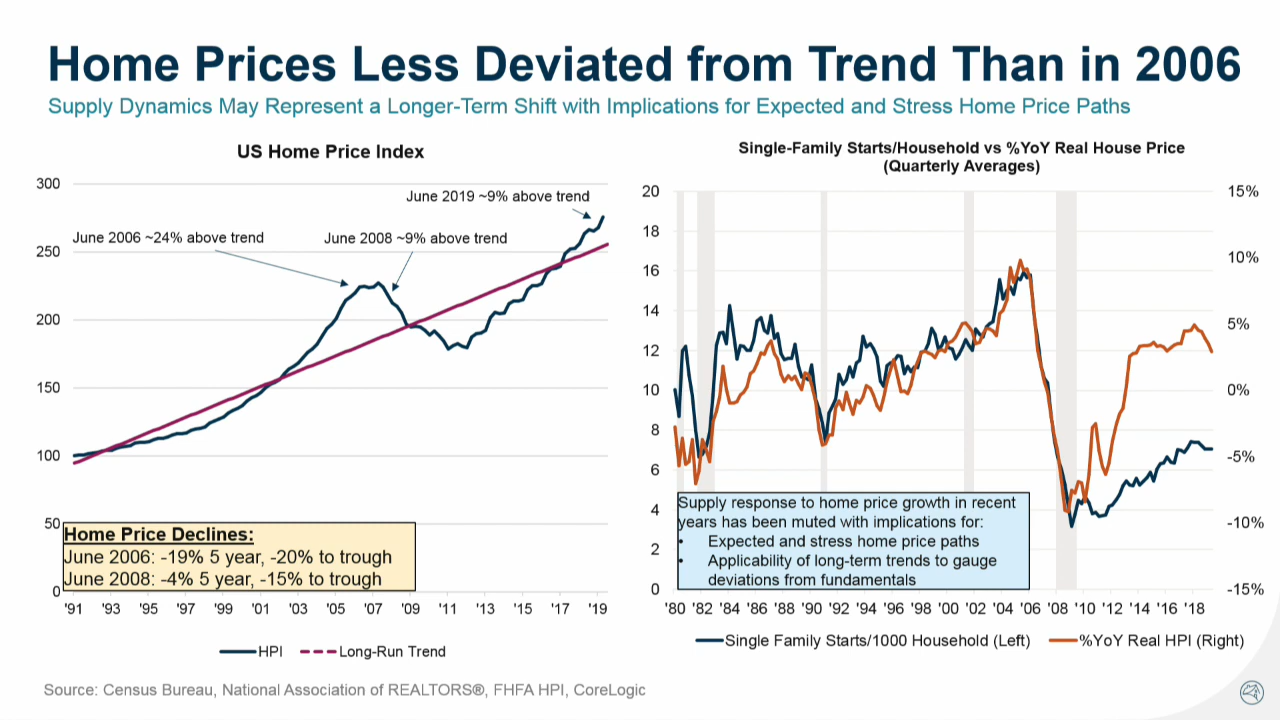 Home Prices Less Deviated from Trend Than in 2006
Supply Dynamics May Represent a Longer-Term Shift with Implications for Expected and Stress Home Price Paths
US Home Price Index
300
250
200
150
100
50
0
June 2019 ~9% above trend
June 2006 ~24% above trend
June 2008 ~9% above trend
Home Price Declines:
June 2006: -19% 5 year, -20% to trough
June 2008: -4% 5 year, -15% to trough
'91 '93 '95 '97 '99 '01 '03 '05 '07 '09 '11 '13 '15 '17 '19
HPI
Long-Run Trend
Single-Family Starts/Household vs %YoY Real House Price
(Quarterly Averages)
20
18
16
14
12
10
8
6
4
2
0
15%
10%
5%
0%
-5%
-10%
-15%
Supply response to home price growth in recent
years has been muted with implications for:
• Expected and stress home price paths
• Applicability of long-term trends to gauge
deviations from fundamentals
'80 '82 '84 '86 '88 '90 '92 '94 '96 '98 '00 '02 '04 '06 '08 '10 '12 '14 '16 '18
Single Family Starts/1000 Household (Left)
%YoY Real HPI (Right)
Source: Census Bureau, National Association of REALTORS®, FHFA HPI, CoreLogic